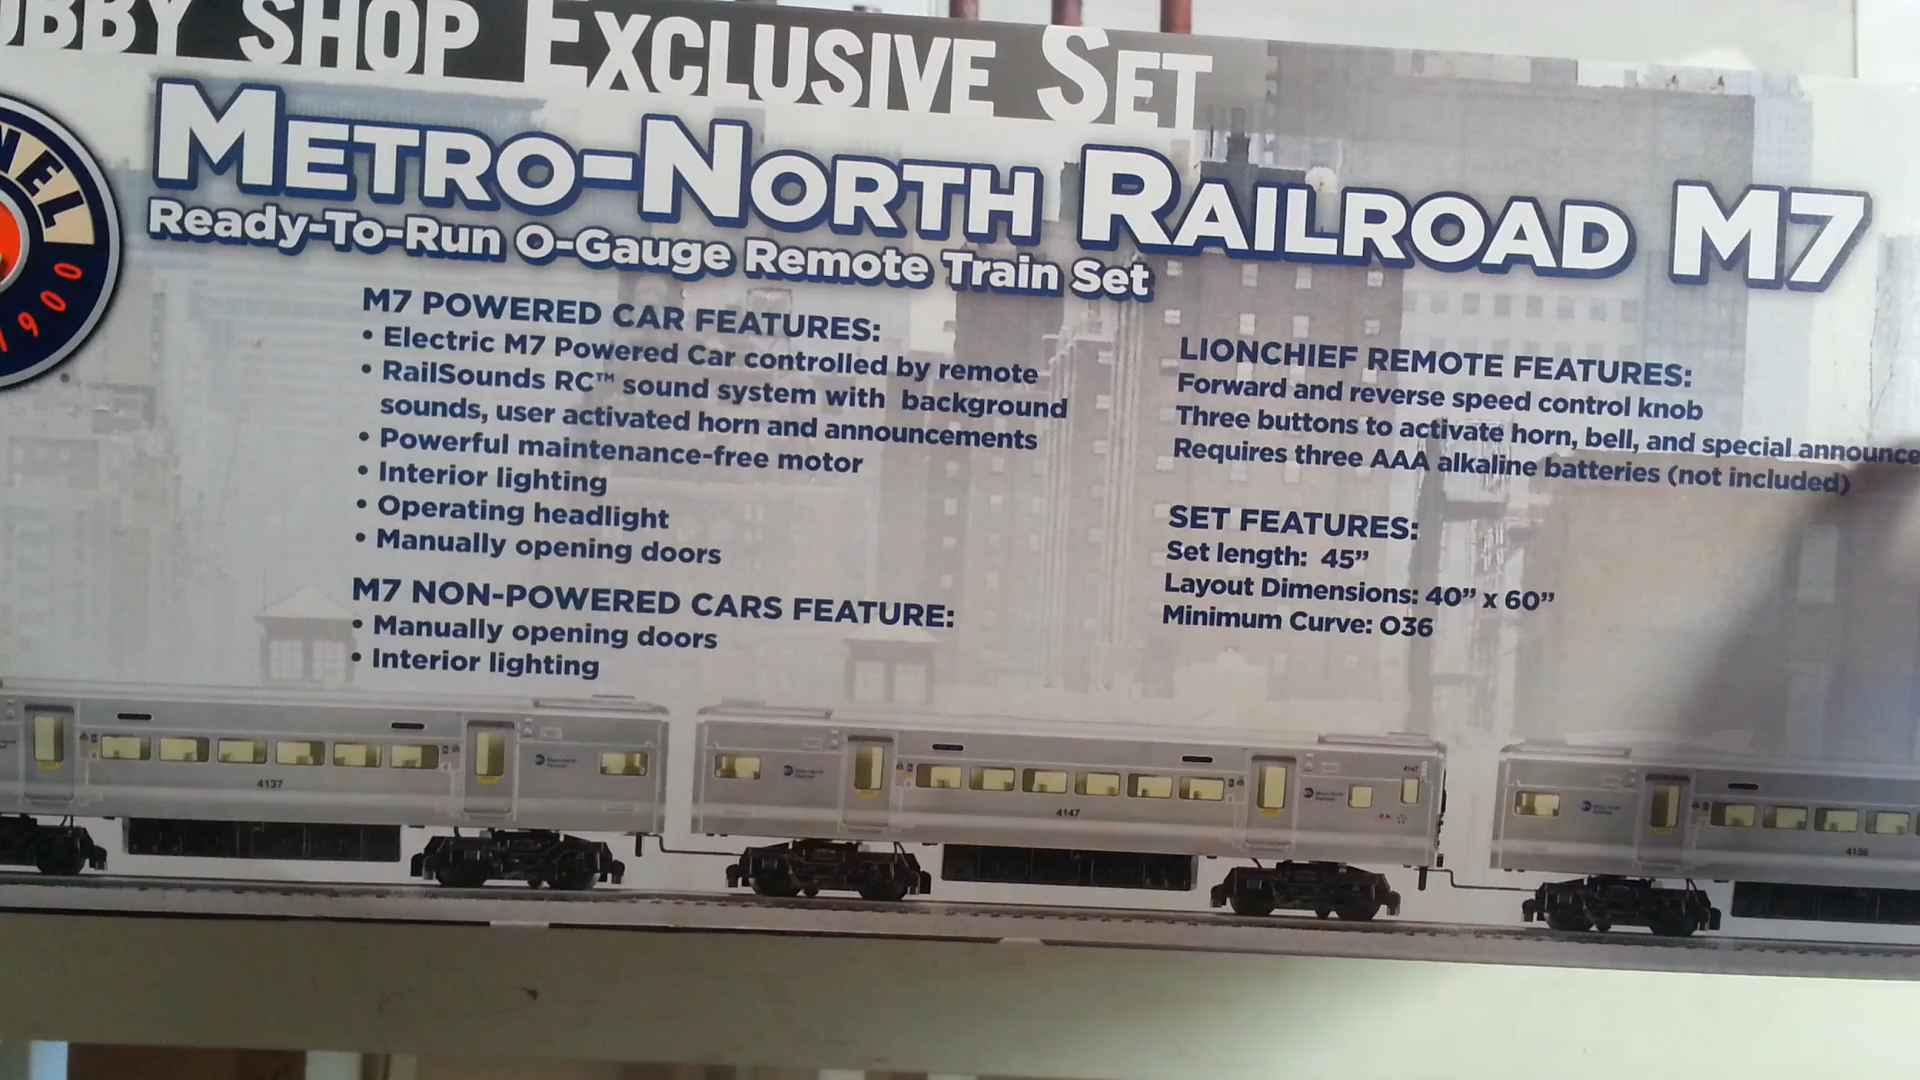 SHOP EXCLUSIVE SET
METRO-NORTH RAILROAD M7
Ready-To-Run O-Gauge Remote Train Set
M7 POWERED CAR FEATURES:
• Electric M7 Powered Car controlled by remote
• RailSounds RC™ sound system with background
sounds, user activated horn and announcements
• Powerful maintenance-free motor
• Interior lighting
• Operating headlight
• Manually opening doors
M7 NON-POWERED CARS FEATURE:
• Manually opening doors
• Interior lighting
LIONCHIEF REMOTE FEATURES:
Forward and reverse speed control knob
Three buttons to activate horn, bell, and special announce
Requires three AAA alkaline batteries (not included)
SET FEATURES:
Set length: 45”
Layout Dimensions: 40” x 60”
Minimum Curve: O36
NEL
1900
4137
4147
4147